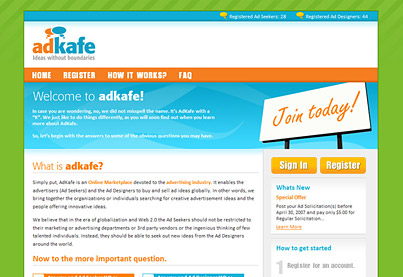 Registered Ad Seekers: 28 Registered Ad Designers: 44
adkafe
Ideas without boundaries
HOME REGISTER HOW IT WORKS? FAQ
Welcome to adkafe!
In case you are wondering, no, we did not misspell the name. It's AdKafe with a
"K". We just like to do things differently, as you will soon find out when you learn
more about AdKafe.
So, let's begin with the answers to some of the obvious questions you may have.
Join today!
Sign In Register
What is adkafe?
Simply put, AdKafe is an Online Marketplace devoted to the advertising industry. It enables the
advertisers (Ad Seekers) and the Ad Designers to buy and sell ad ideas globally. In other words, we
bring together the organizations or individuals searching for creative advertisement ideas and the
people offering innovative ideas.
We believe that in the era of globalization and Web 2.0 the Ad Seekers should not be restricted to
their marketing or advertising departments or 3rd party vendors or the ingenious thinking of few
talented individuals. Instead, they should be able to seek out new ideas from the Ad Designers
around the world.
Now to the more important question.
Whats New
Special Offer
Post your Ad Solicitation(s) before
April 30, 2007 and pay only $5.00 for
Regular Solicitation.
Learn More
How to get started
1 Register for an account.